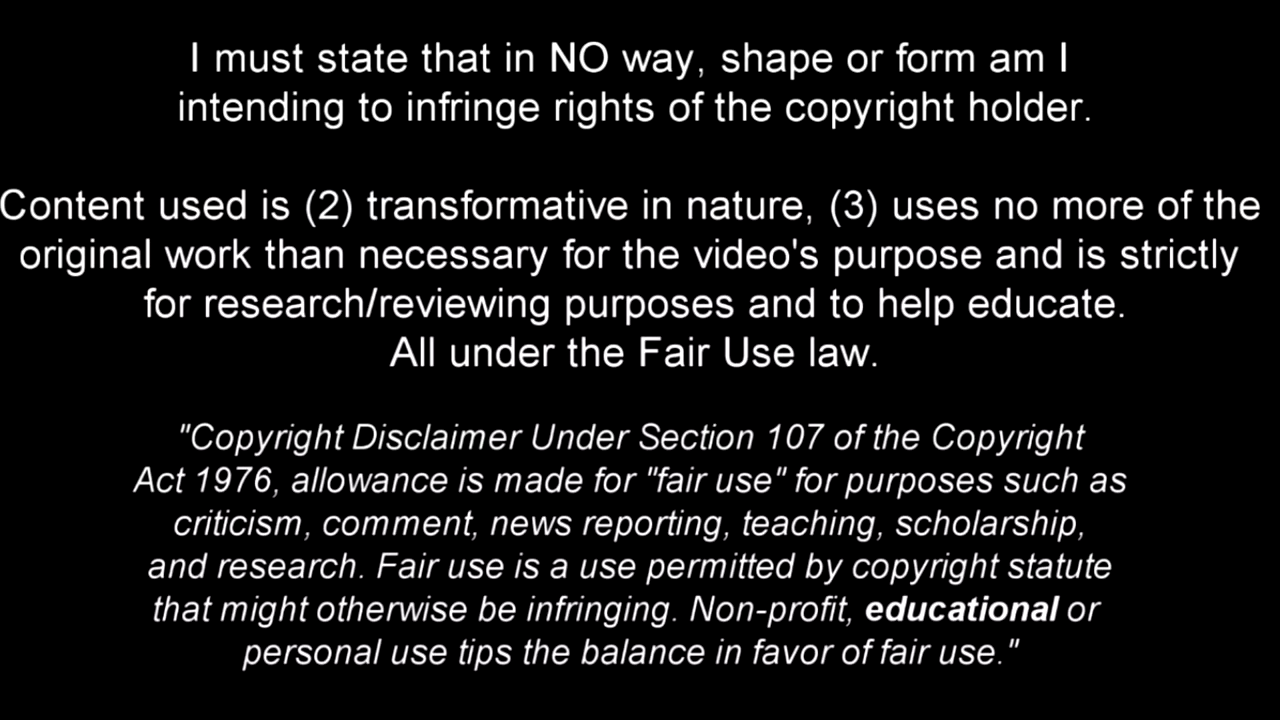 I must state that in NO way, shape or form am I
intending to infringe rights of the copyright holder.
Content used is (2) transformative in nature, (3) uses no more of the
original work than necessary for the video's purpose and is strictly
for research/reviewing purposes and to help educate.
All under the Fair Use law.
"Copyright Disclaimer Under Section 107 of the Copyright
Act 1976, allowance is made for "fair use" for purposes such as
criticism, comment, news reporting, teaching, scholarship,
and research. Fair use is a use permitted by copyright statute
that might otherwise be infringing. Non-profit, educational or
personal use tips the balance in favor of fair use."